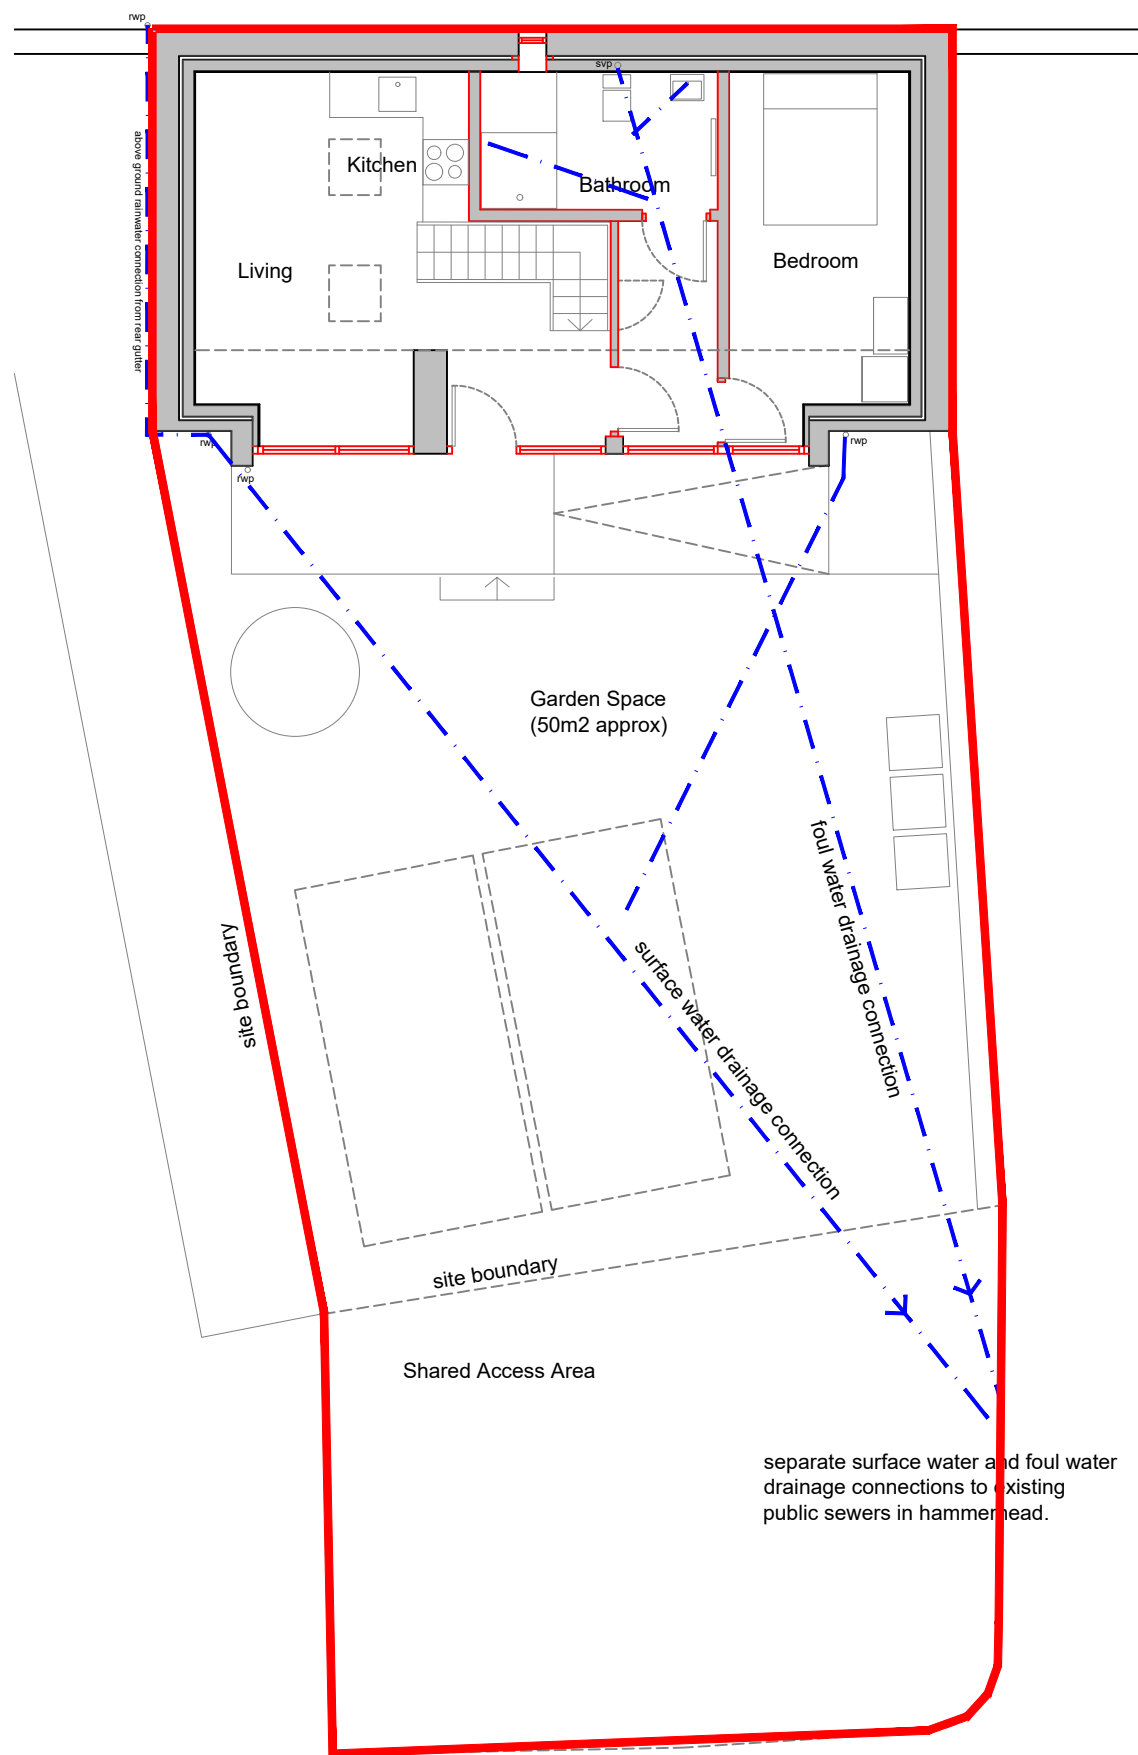 rwp
svp
above ground rainwater connection from rear gutter
Kitchen
Bathroom
Living
Bedroom
rwp
rwp
rwp
Garden Space
(50m2 approx)
foul water drainage connection
site boundary
surface water drainage connection
site boundary
Shared Access Area
separate surface water and foul water
drainage connections to existing
public sewers in hammerhead.